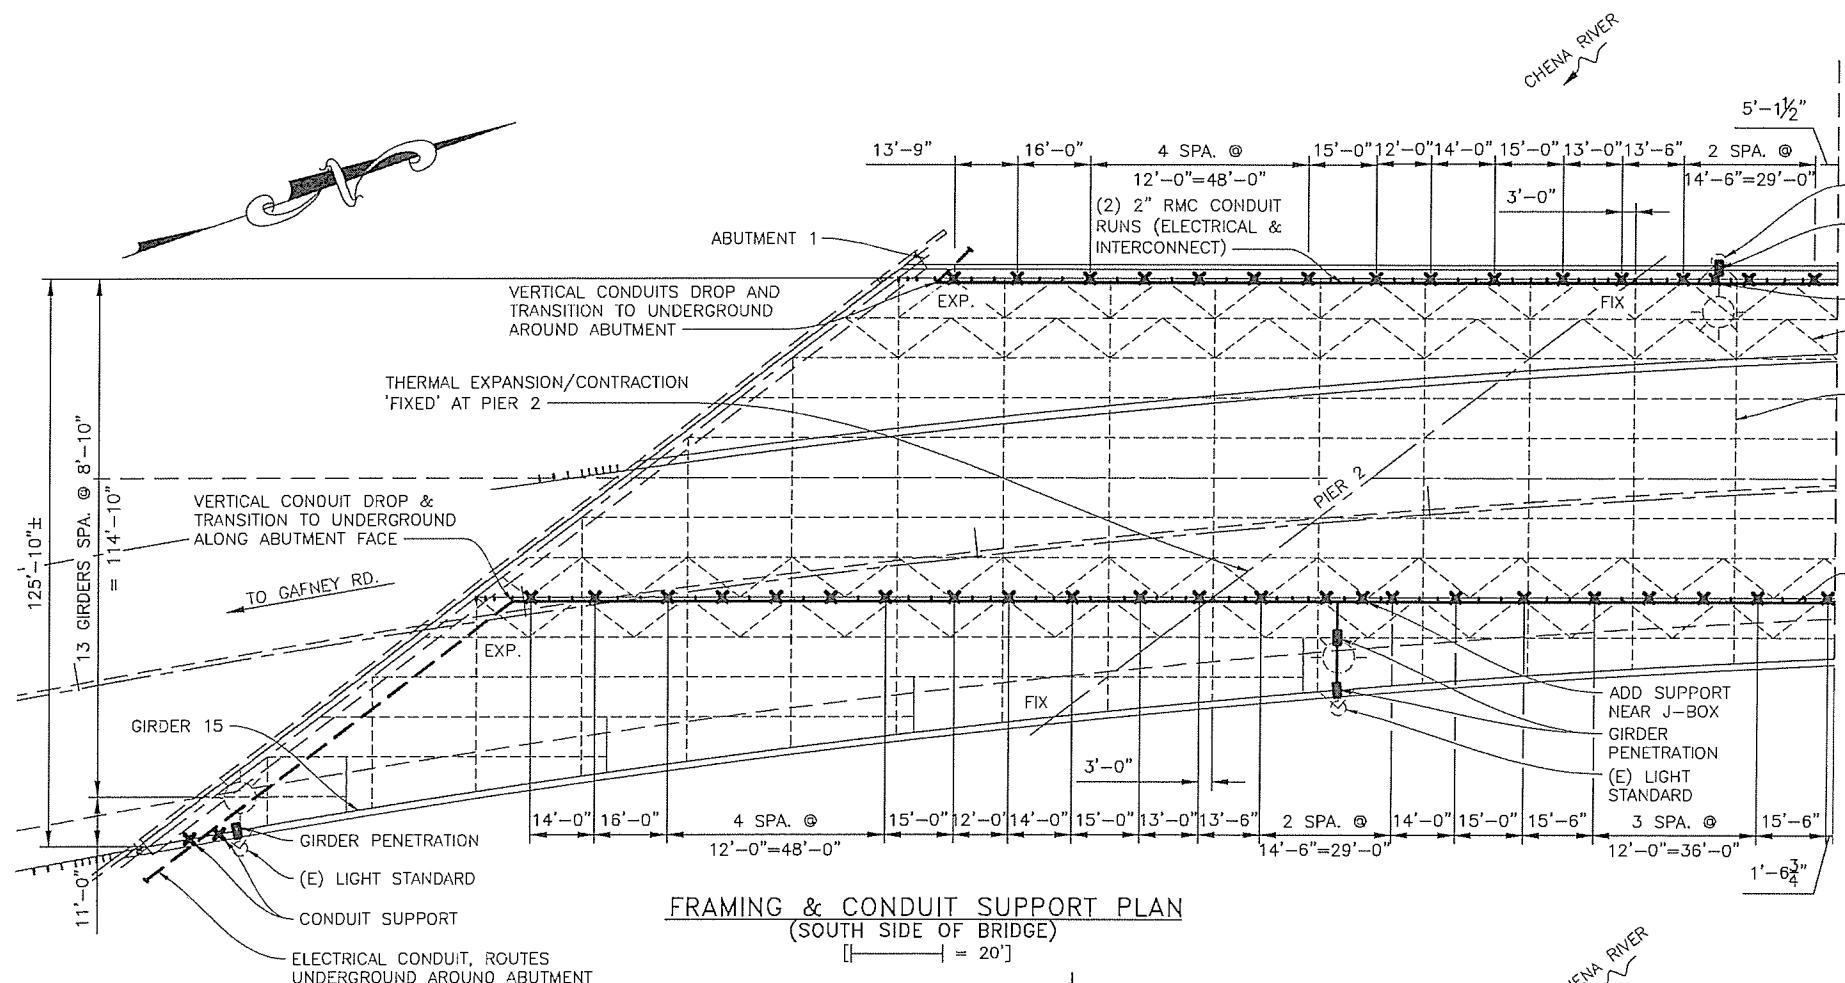 CHENA RIVER
5'-1½"
13'-9"
16'-0"
4 SPA. @
12'-0"=48'-0"
15'-0"
12'-0"
14'-0"
15'-0"
13'-0"
13'-6"
2 SPA. @
14'-6"=29'-0"
3'-0"
(2) 2" RMC CONDUIT
RUNS (ELECTRICAL &
INTERCONNECT)
N
ABUTMENT 1
VERTICAL CONDUITS DROP AND
TRANSITION TO UNDERGROUND
AROUND ABUTMENT
EXP.
FIX
THERMAL EXPANSION/CONTRACTION
'FIXED' AT PIER 2
PIER 2
VERTICAL CONDUIT DROP &
TRANSITION TO UNDERGROUND
ALONG ABUTMENT FACE
125'-10"±
13 GIRDERS SPA. @ 8'-10"
= 114'-10"
TO GAFNEY RD.
EXP.
FIX
GIRDER 15
ADD SUPPORT
NEAR J-BOX
GIRDER
PENETRATION
(E) LIGHT
STANDARD
3'-0"
14'-0"
16'-0"
4 SPA. @
12'-0"=48'-0"
15'-0"
12'-0"
14'-0"
15'-0"
13'-0"
13'-6"
2 SPA. @
14'-6"=29'-0"
14'-0"
15'-0"
15'-6"
3 SPA. @
12'-0"=36'-0"
15'-6"
1'-6¾"
GIRDER PENETRATION
(E) LIGHT STANDARD
11'-0"
CONDUIT SUPPORT
ELECTRICAL CONDUIT, ROUTES
UNDERGROUND AROUND ABUTMENT
FRAMING & CONDUIT SUPPORT PLAN
(SOUTH SIDE OF BRIDGE)
= 20'
HENA RIVER